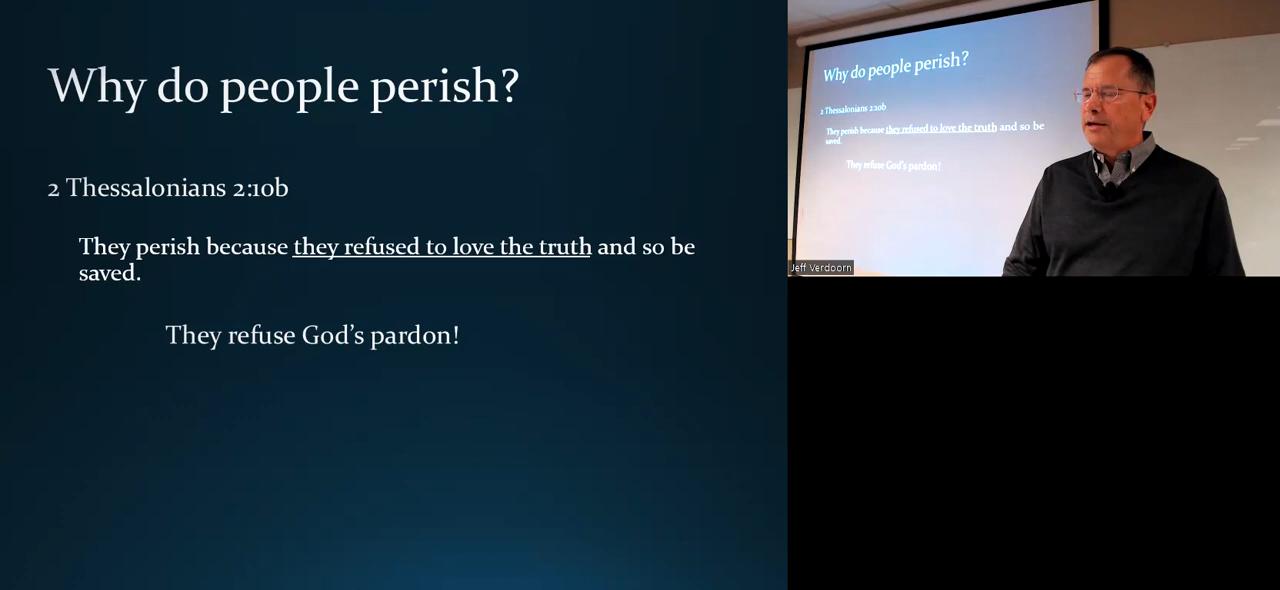 Why do people perish?
2 Thessalonians 2:10b
They perish because they refused to love the truth and so be
saved.
They refuse God's pardon!
Why do people perish?
2 Thessalonians 2:10b
They perish because they refused to love the truth and so be
saved.
They refuse God's pardon!
Jeff Verdoorn